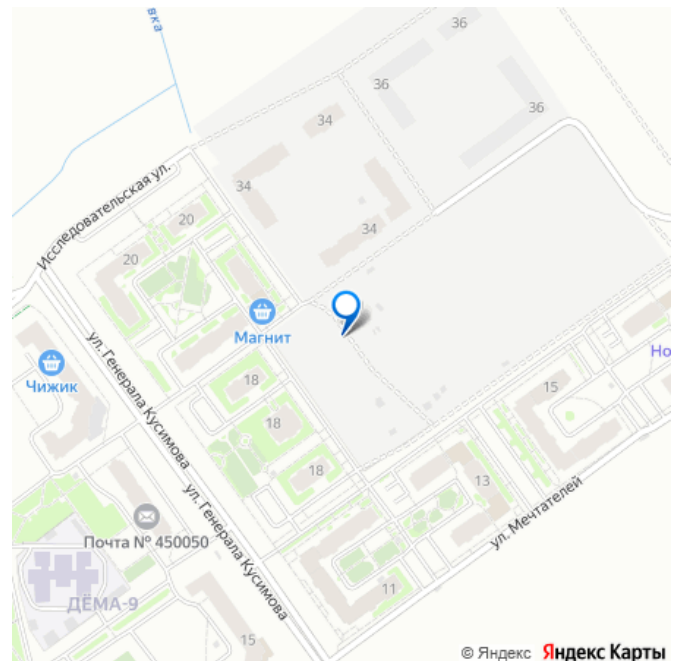 вка
36
36
36
34
34
34
Исследовательская ул.
20
20
Магнит
Чижик
ул. Генерала Кусимова
18
18
18
ул. Генерала Кусимова
Но
15
13
ул. Мечтателей
Почта № 450050
ДЁМА-9
11
15
© Яндекс Яндекс Карты